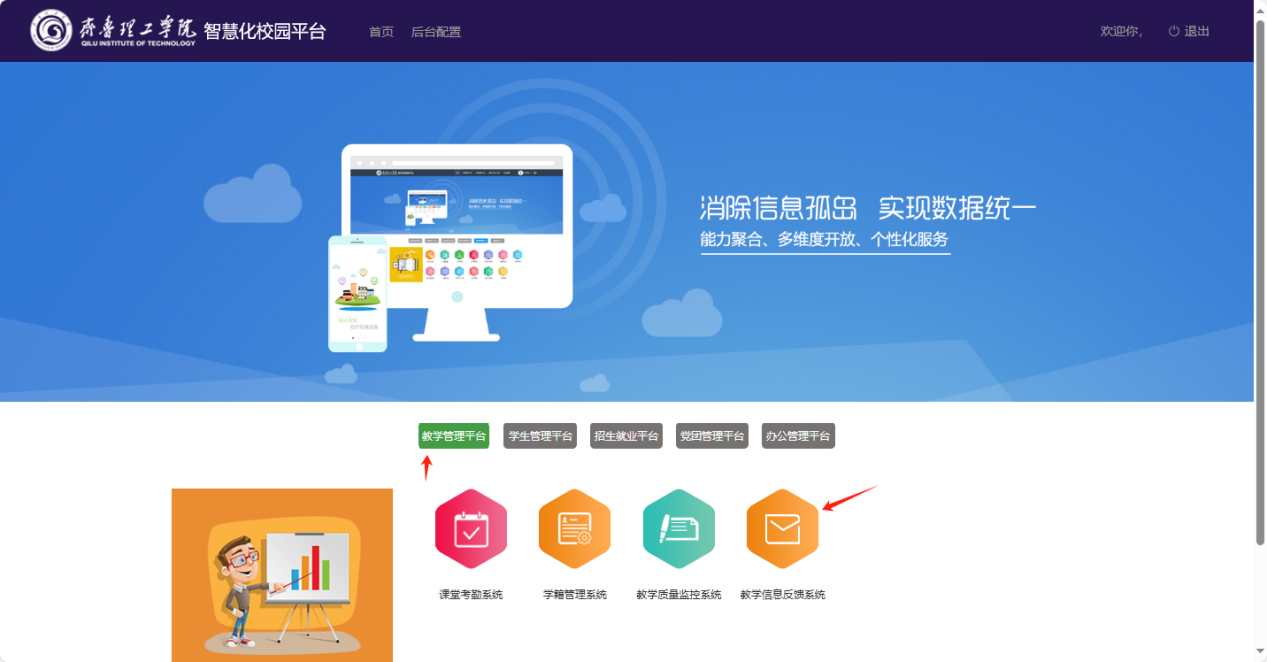 齐鲁理工学院
QILU INSTITUTE OF TECHNOLOGY
智慧化校园平台
首页
后台配置
欢迎你,
退出
消除信息孤岛 实现数据统一
能力聚合、多维度开放、个性化服务
教学管理平台
学生管理平台
招生就业平台
党团管理平台
办公管理平台
课堂考勤系统
学籍管理系统
教学质量监控系统
教学信息反馈系统